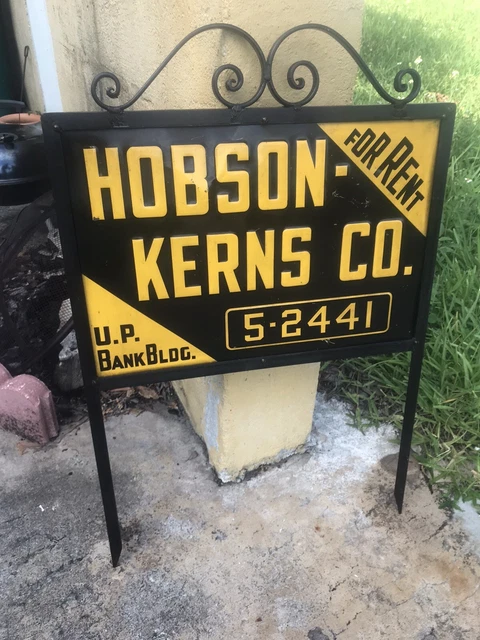 FOR RENT
HOBSON-
KERNS CO.
5-2441
U.P.
BANK BLDG.